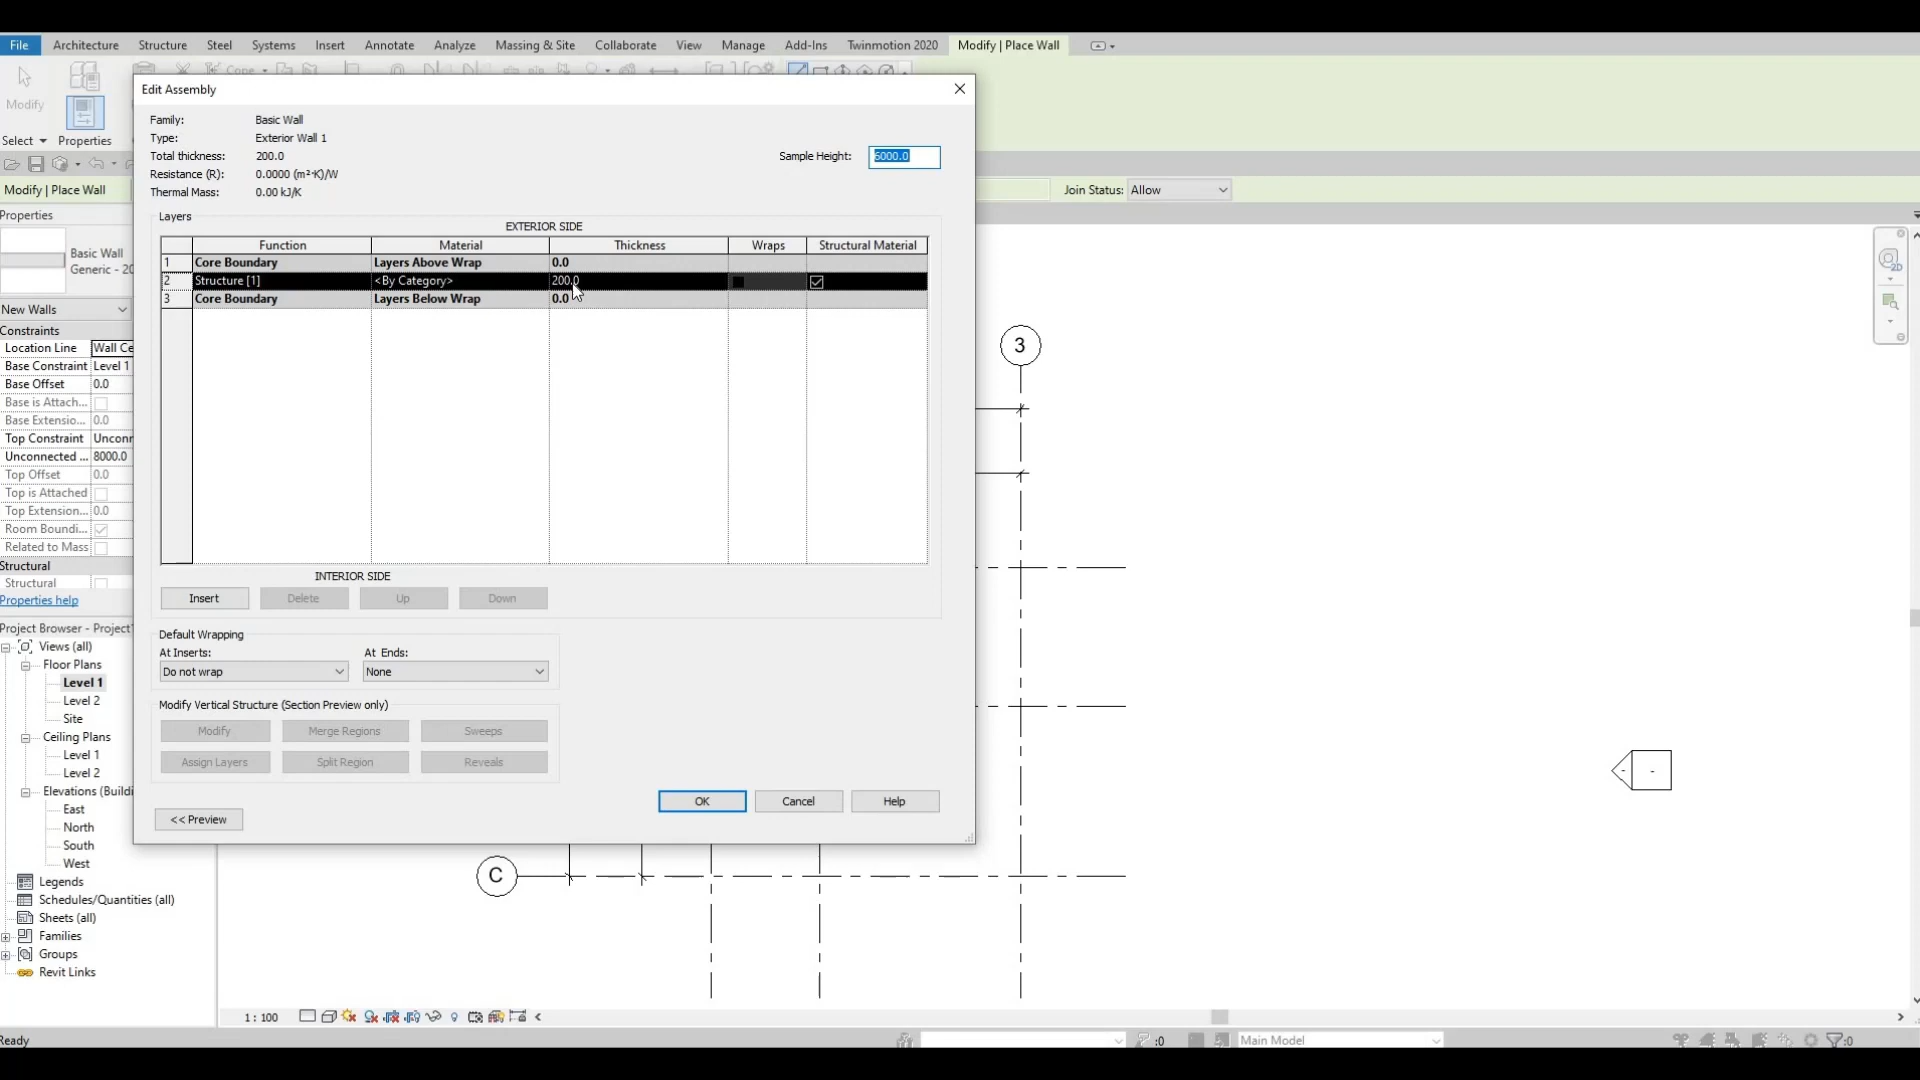 File Architecture Structure Steel Systems Insert Annotate Analyze Massing & Site Collaborate View Manage Add-Ins Twinmotion 2020 Modify | Place Wall
Modify
Select Properties
Modify | Place Wall
Join Status: Allow
Edit Assembly
Family: Basic Wall
Type: Exterior Wall 1
Total thickness: 200.0
Sample Height: 6000.0
Resistance (R): 0.0000 (m²·K)/W
Thermal Mass: 0.00 kJ/K
Layers
EXTERIOR SIDE
Function Material Thickness Wraps Structural Material
1 Core Boundary Layers Above Wrap 0.0
2 Structure [1] <By Category> 200.0
3 Core Boundary Layers Below Wrap 0.0
INTERIOR SIDE
Insert Delete Up Down
Default Wrapping
At Inserts: At Ends:
Do not wrap None
Modify Vertical Structure (Section Preview only)
Modify Merge Regions Sweeps
Assign Layers Split Region Reveals
OK Cancel Help
<< Preview
Properties
Basic Wall
Generic - 20
New Walls
Constraints
Location Line Wall Ce
Base Constraint Level 1
Base Offset 0.0
Base is Attach...
Base Extensio... 0.0
Top Constraint Unconn
Unconnected ... 8000.0
Top Offset 0.0
Top is Attached
Top Extension... 0.0
Room Boundi...
Related to Mass
Structural
Structural
Properties help
Project Browser - Project
Views (all)
Floor Plans
Level 1
Level 2
Site
Ceiling Plans
Level 1
Level 2
Elevations (Buildi
East
North
South
West
Legends
Schedules/Quantities (all)
Sheets (all)
Families
Groups
Revit Links
3
C
2D
- -
1 : 100
Ready
:0
Main Model
:0